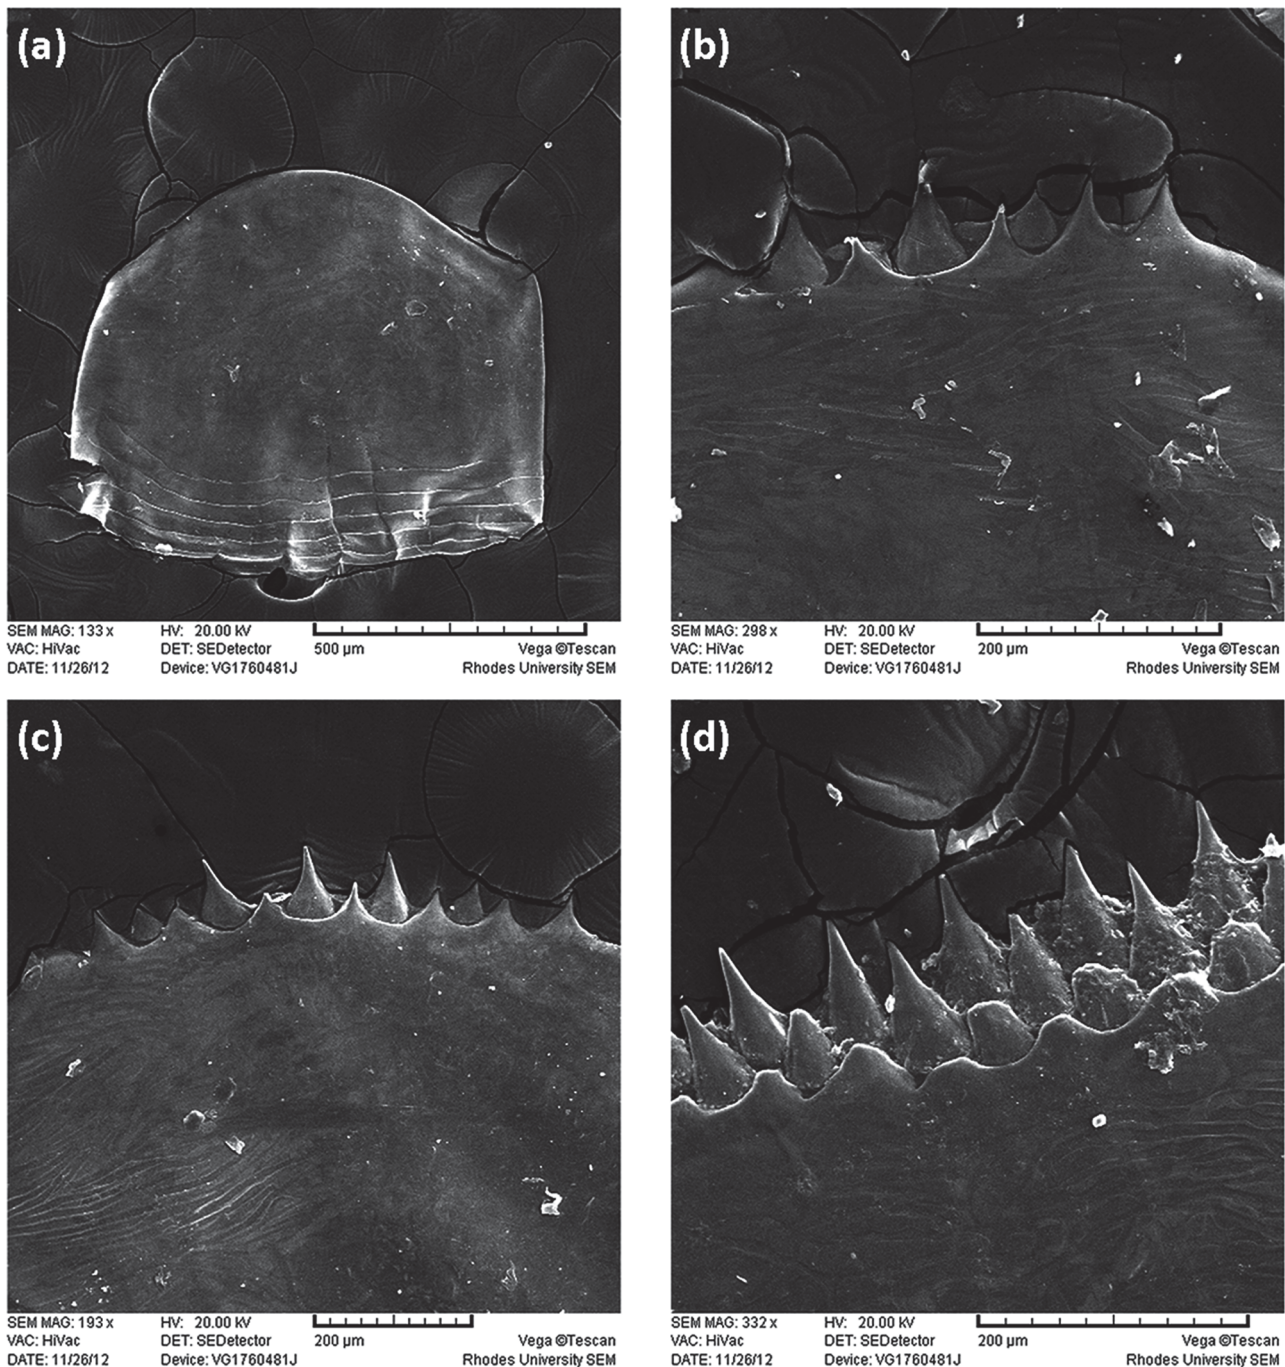 (a)
SEM MAG: 133 x HV: 20.00 kV
VAC: HiVac DET: SEDetector 500 µm Vega ©Tescan
DATE: 11/26/12 Device: VG1760481J Rhodes University SEM
(b)
SEM MAG: 298 x HV: 20.00 kV
VAC: HiVac DET: SEDetector 200 µm Vega ©Tescan
DATE: 11/26/12 Device: VG1760481J Rhodes University SEM
(c)
SEM MAG: 193 x HV: 20.00 kV
VAC: HiVac DET: SEDetector 200 µm Vega ©Tescan
DATE: 11/26/12 Device: VG1760481J Rhodes University SEM
(d)
SEM MAG: 332 x HV: 20.00 kV
VAC: HiVac DET: SEDetector 200 µm Vega ©Tescan
DATE: 11/26/12 Device: VG1760481J Rhodes University SEM